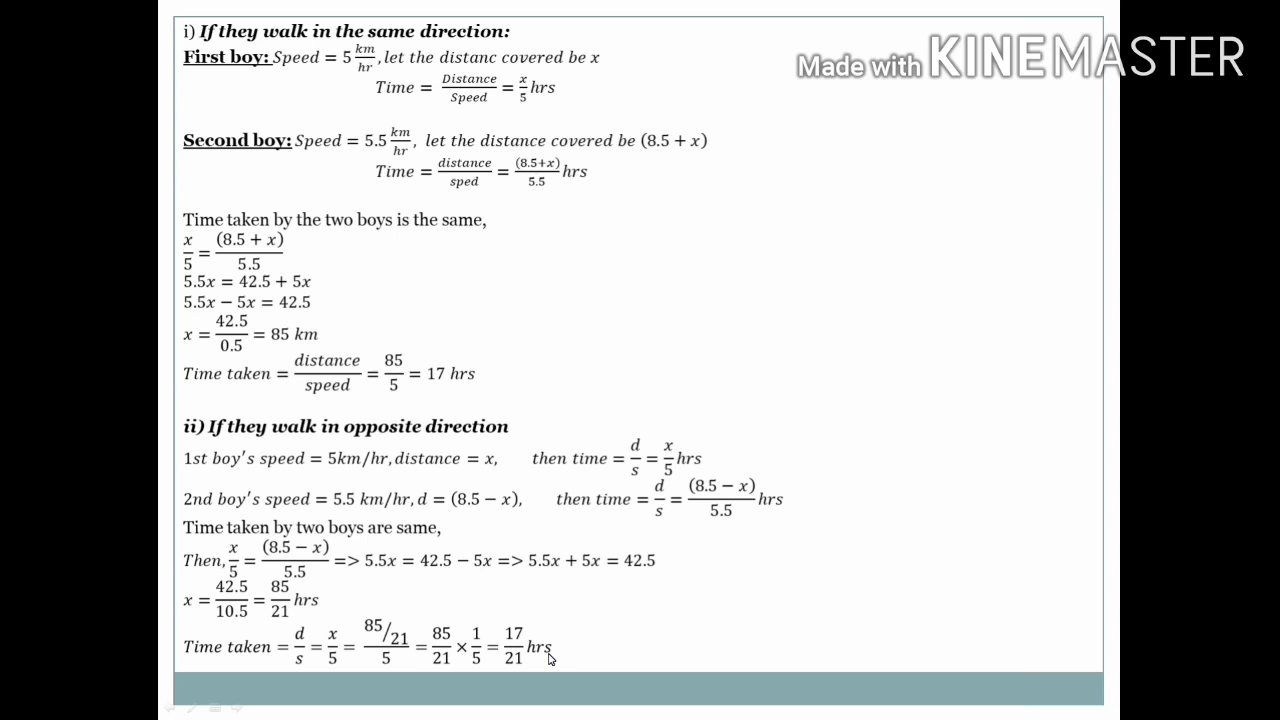 i) If they walk in the same direction:
Made with KINEMASTER
First boy: Speed = 5 km/hr, let the distanc covered be x
Time = Distance/Speed = x/5 hrs
Second boy: Speed = 5.5 km/hr, let the distance covered be (8.5 + x)
Time = distance/sped = (8.5+x)/5.5 hrs
Time taken by the two boys is the same,
x/5 = (8.5 + x)/5.5
5.5x = 42.5 + 5x
5.5x − 5x = 42.5
x = 42.5/0.5 = 85 km
Time taken = distance/speed = 85/5 = 17 hrs
ii) If they walk in opposite direction
1st boy's speed = 5km/hr, distance = x, then time = d/s = x/5 hrs
2nd boy's speed = 5.5 km/hr, d = (8.5 − x), then time = d/s = (8.5 − x)/5.5 hrs
Time taken by two boys are same,
Then, x/5 = (8.5 − x)/5.5 => 5.5x = 42.5 − 5x => 5.5x + 5x = 42.5
x = 42.5/10.5 = 85/21 hrs
Time taken = d/s = x/5 = 85/21/5 = 85/21 × 1/5 = 17/21 hrs